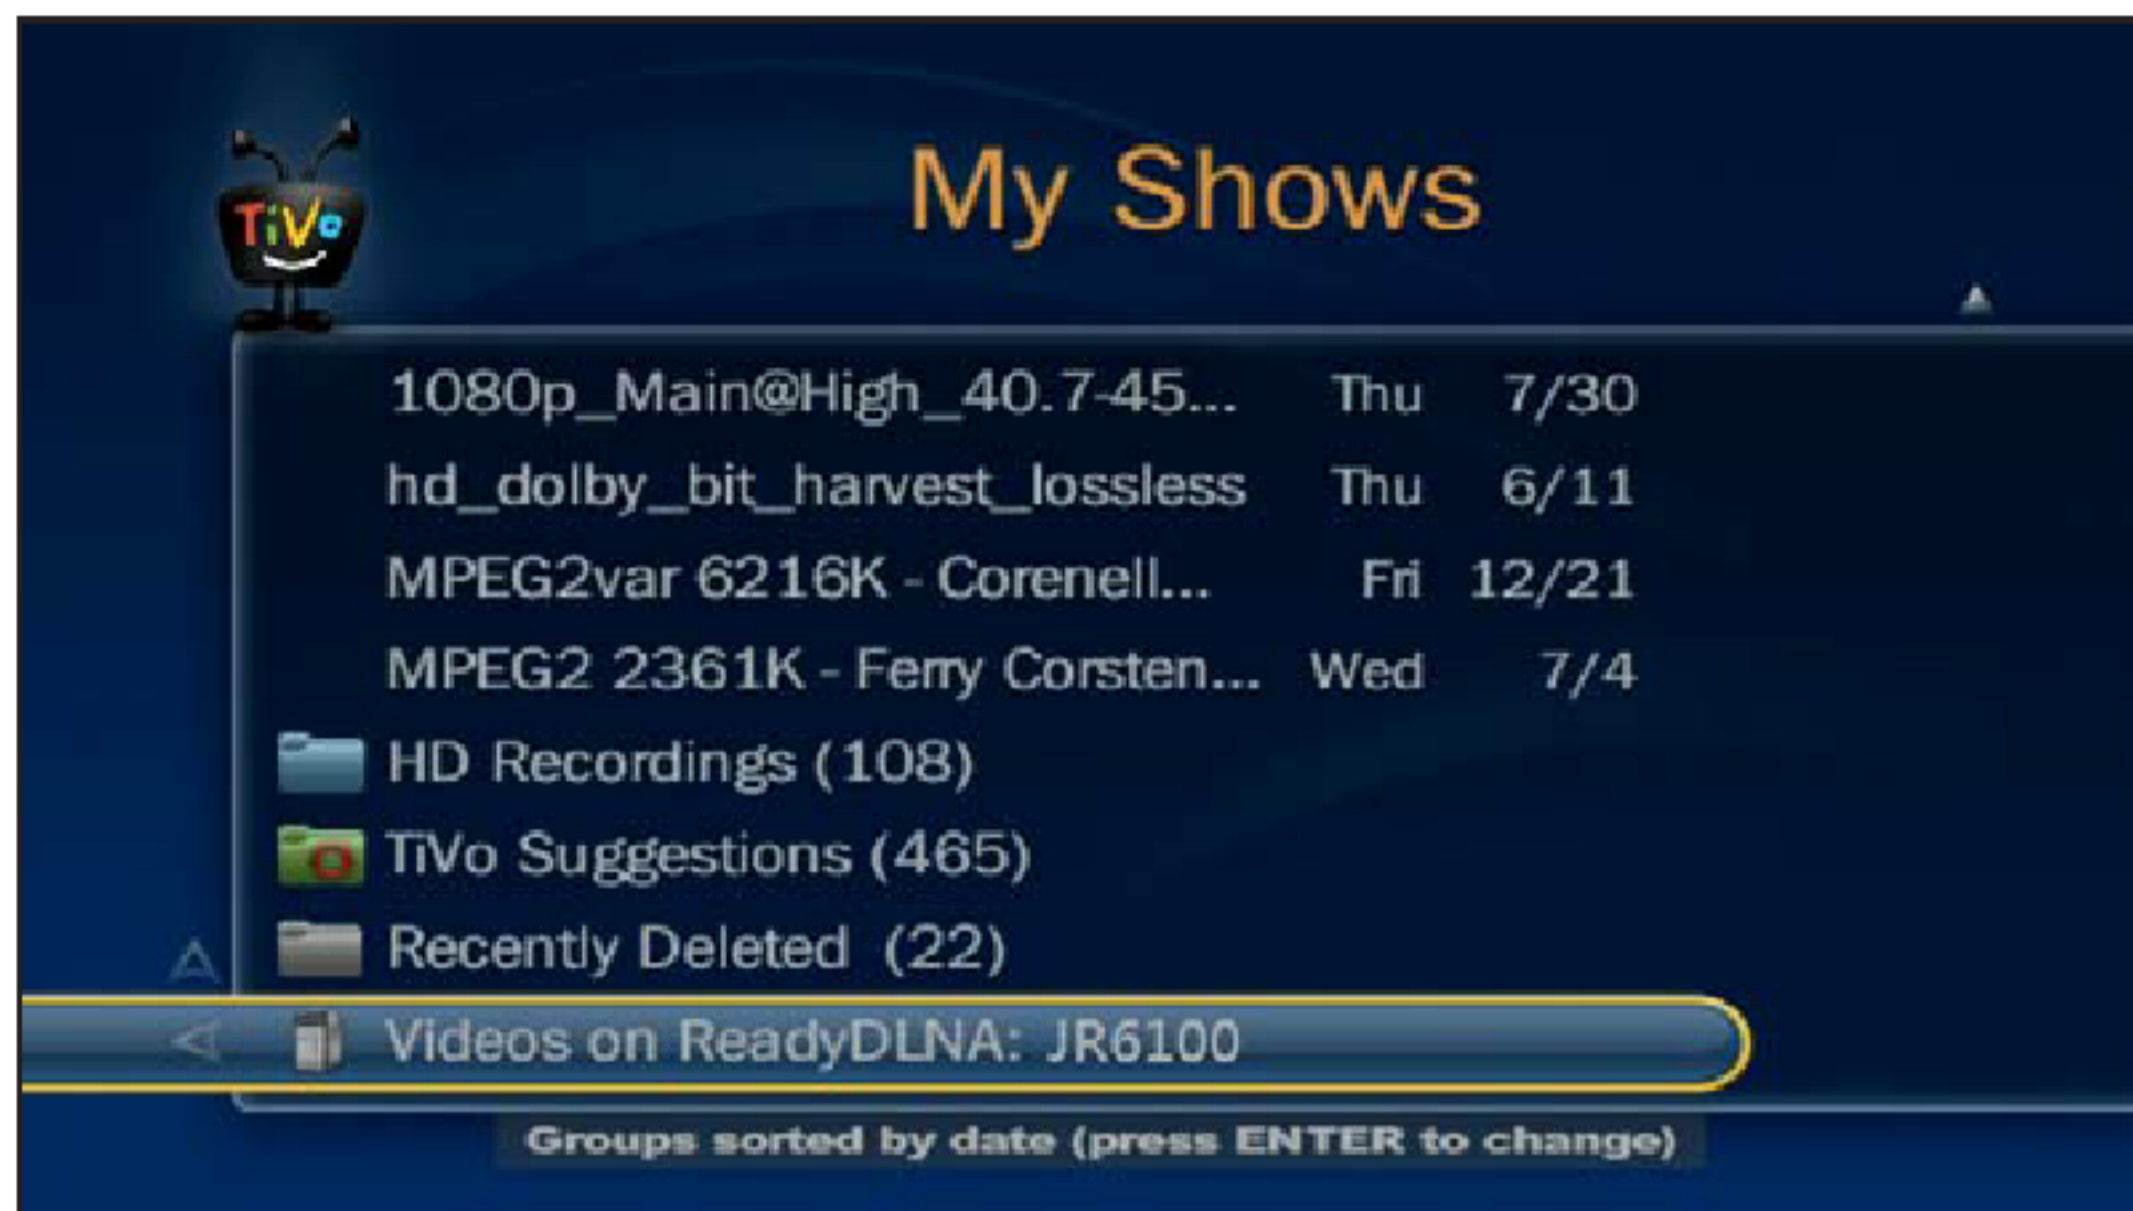 TiVo
My Shows
1080p_Main@High_40.7-45... Thu 7/30
hd_dolby_bit_harvest_lossless Thu 6/11
MPEG2var 6216K - Corenell... Fri 12/21
MPEG2 2361K - Ferry Corsten... Wed 7/4
HD Recordings (108)
TiVo Suggestions (465)
Recently Deleted (22)
Videos on ReadyDLNA: JR6100
Groups sorted by date (press ENTER to change)